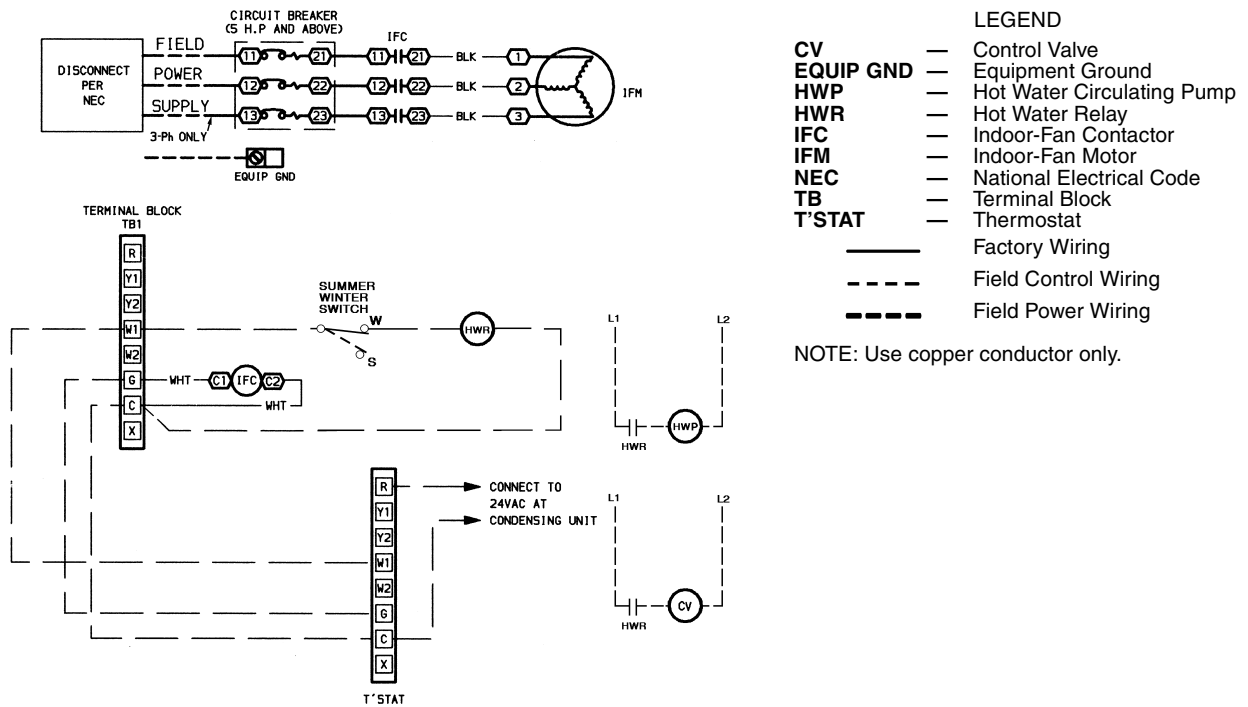 CIRCUIT BREAKER
(5 H.P AND ABOVE)
IFC
FIELD
11 21 11 21 BLK 1
DISCONNECT
PER
NEC
POWER
12 22 12 22 BLK 2
IFM
SUPPLY
13 23 13 23 BLK 3
3-Ph ONLY
EQUIP GND
LEGEND
CV — Control Valve
EQUIP GND — Equipment Ground
HWP — Hot Water Circulating Pump
HWR — Hot Water Relay
IFC — Indoor-Fan Contactor
IFM — Indoor-Fan Motor
NEC — National Electrical Code
TB — Terminal Block
T'STAT — Thermostat
Factory Wiring
Field Control Wiring
Field Power Wiring
NOTE: Use copper conductor only.
TERMINAL BLOCK
TB1
R
Y1
Y2
W1
W2
G
C
X
SUMMER
WINTER
SWITCH
W
S
HWR
WHT C1 IFC C2
WHT
L1 L2
HWR
HWP
R
Y1
Y2
W1
W2
G
C
X
T'STAT
CONNECT TO
24VAC AT
CONDENSING UNIT
L1 L2
HWR
CV